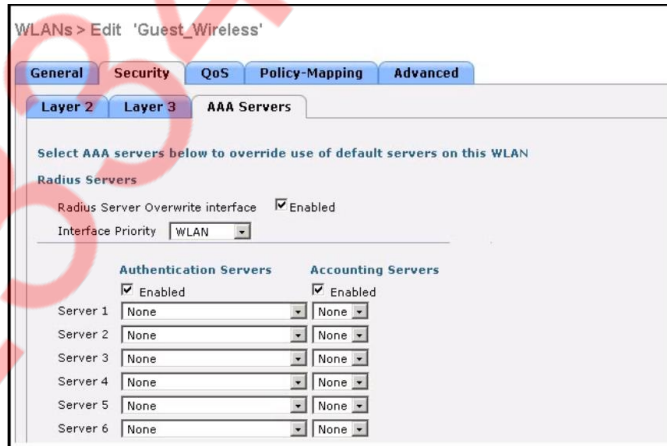 WLANs > Edit 'Guest_Wireless'
General Security QoS Policy-Mapping Advanced
Layer 2 Layer 3 AAA Servers
Select AAA servers below to override use of default servers on this WLAN
Radius Servers
Radius Server Overwrite interface Enabled
Interface Priority WLAN
Authentication Servers Accounting Servers
Enabled Enabled
Server 1 None None
Server 2 None None
Server 3 None None
Server 4 None None
Server 5 None None
Server 6 None None